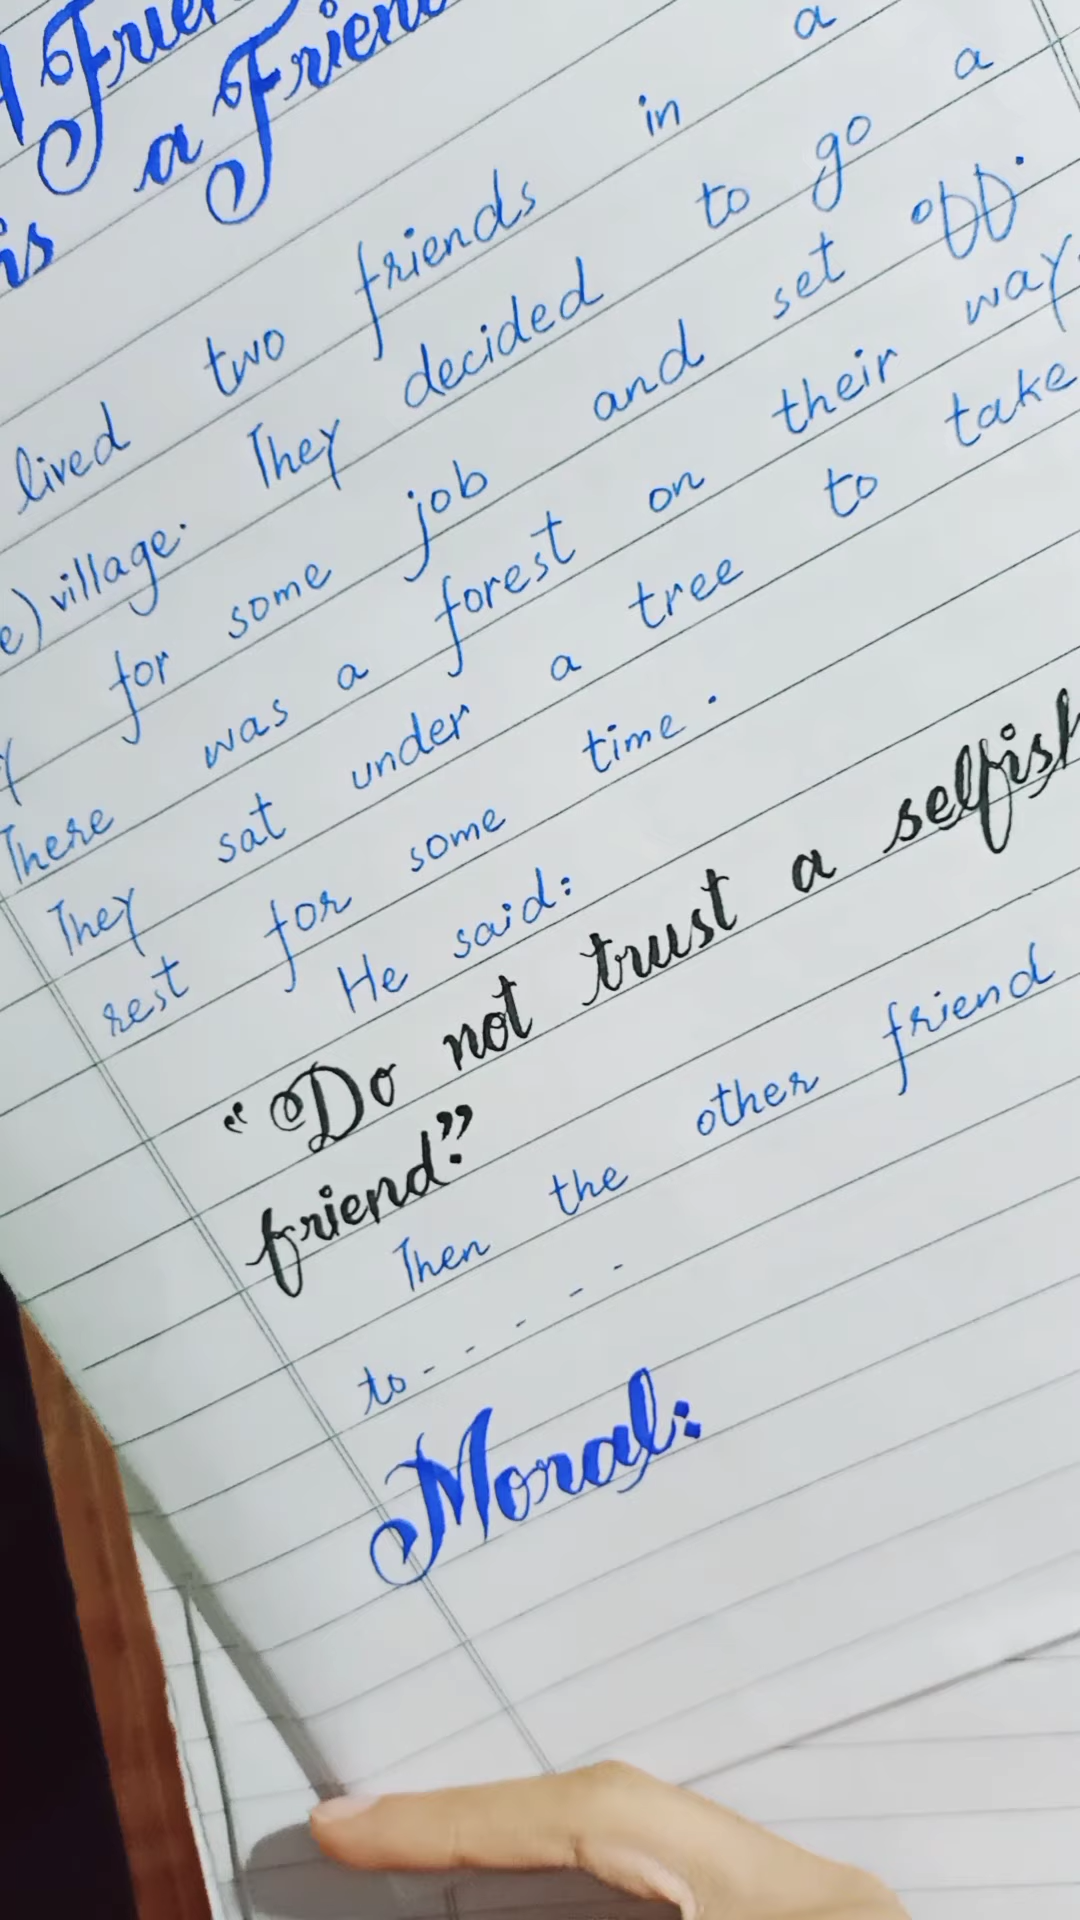 A Frien
is a Frien
lived two friends in a
e) village. They decided to go a
y for some job and set off.
There was a forest on their way.
They sat under a tree to take
rest for some time.
He said:
“Do not trust a selfish
friend.”
Then the other friend
to- - - - -
Moral: